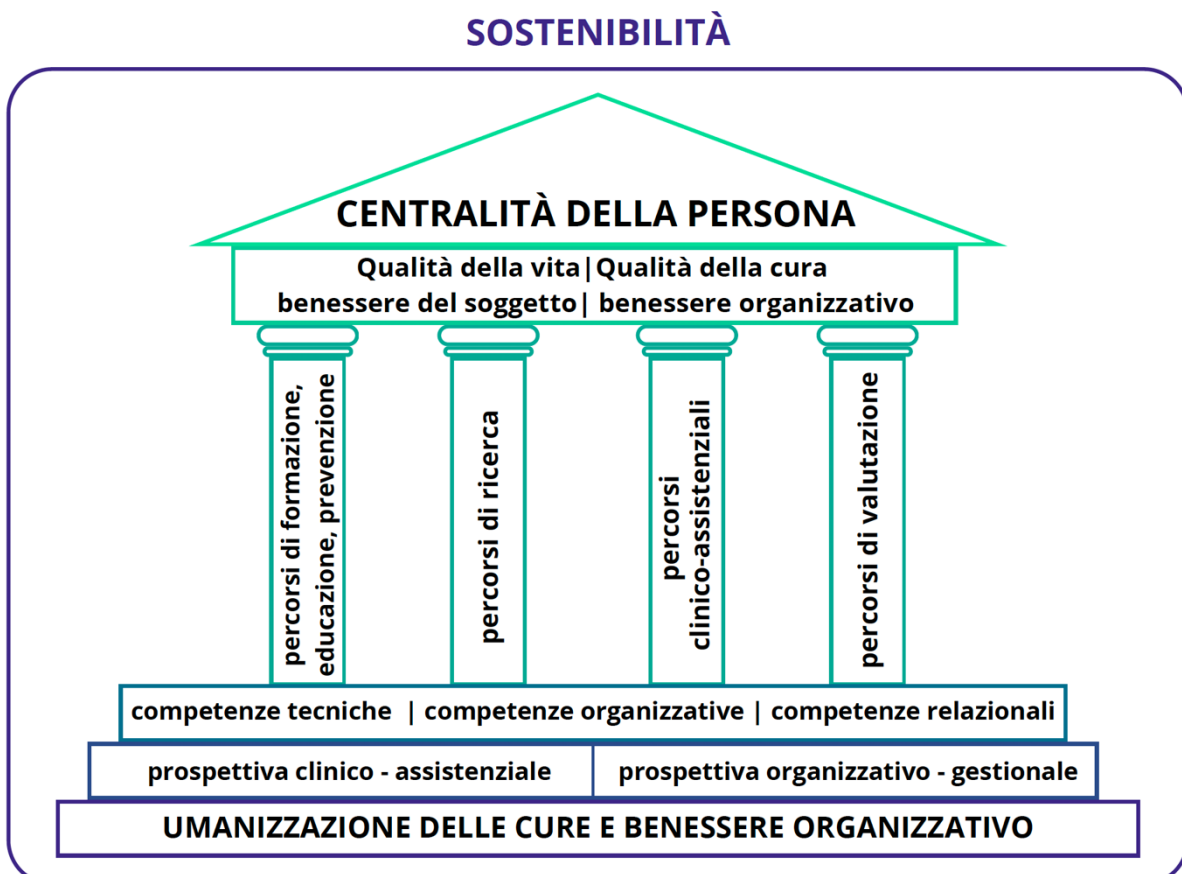 SOSTENIBILITÀ
CENTRALITÀ DELLA PERSONA
Qualità della vita|Qualità della cura
benessere del soggetto| benessere organizzativo
percorsi di formazione,
educazione, prevenzione
percorsi di ricerca
percorsi
clinico-assistenziali
percorsi di valutazione
competenze tecniche | competenze organizzative | competenze relazionali
prospettiva clinico - assistenziale
prospettiva organizzativo - gestionale
UMANIZZAZIONE DELLE CURE E BENESSERE ORGANIZZATIVO